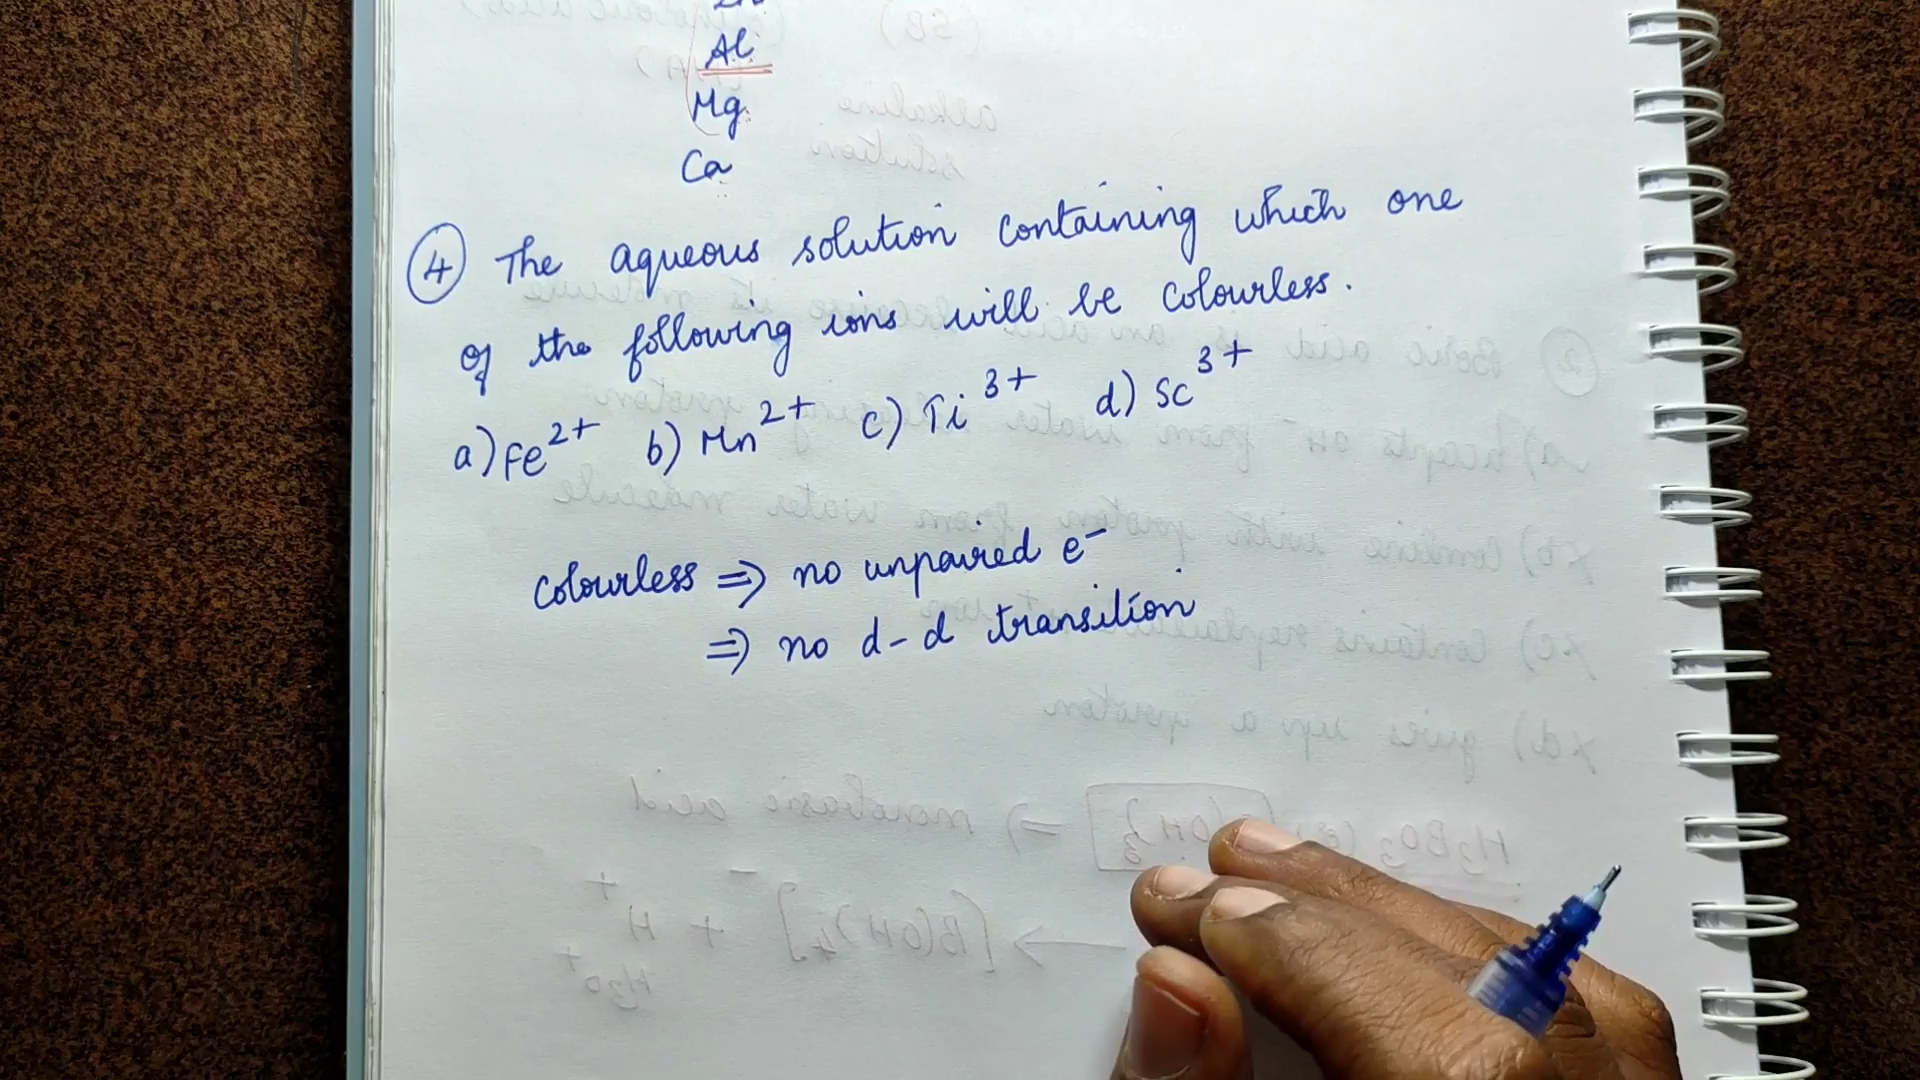 Al
Mg
Ca
④ The aqueous solution containing which one
of the following ions will be colourless.
a) Fe²⁺ b) Mn²⁺ c) Ti³⁺ d) Sc³⁺
Colourless ⇒ no unpaired e⁻
⇒ no d-d transition